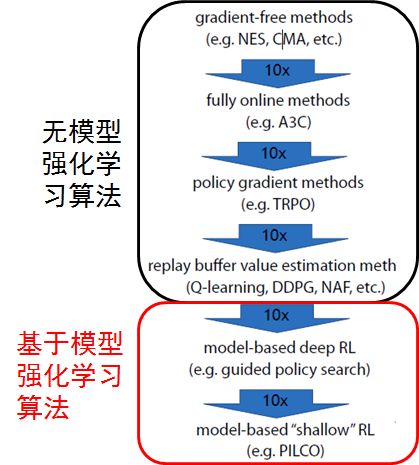 gradient-free methods
(e.g. NES, CMA, etc.)
10x
fully online methods
(e.g. A3C)
10x
policy gradient methods
(e.g. TRPO)
10x
replay buffer value estimation meth
(Q-learning, DDPG, NAF, etc.)
10x
model-based deep RL
(e.g. guided policy search)
10x
model-based “shallow” RL
(e.g. PILCO)
无模型
强化学
习算法
基于模型
强化学习
算法